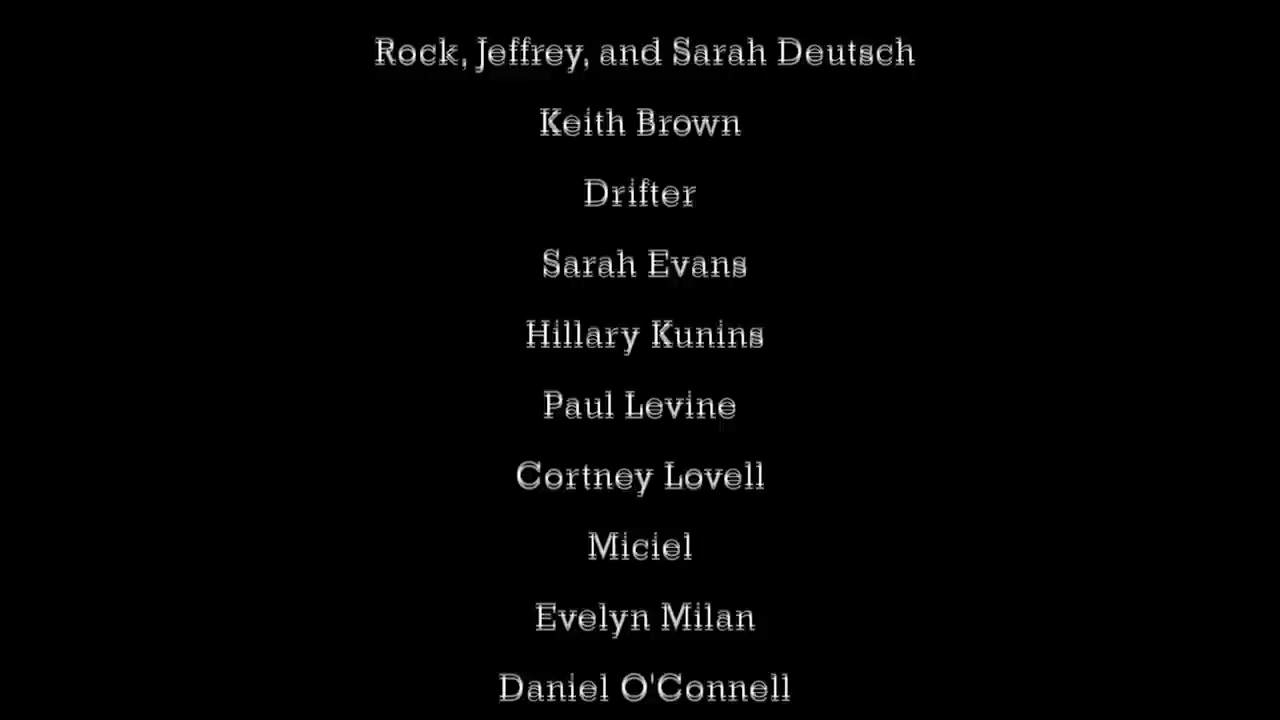 Rock, Jeffrey, and Sarah Deutsch
Keith Brown
Drifter
Sarah Evans
Hillary Kunins
Paul Levine
Cortney Lovell
Miciel
Evelyn Milan
Daniel O'Connell